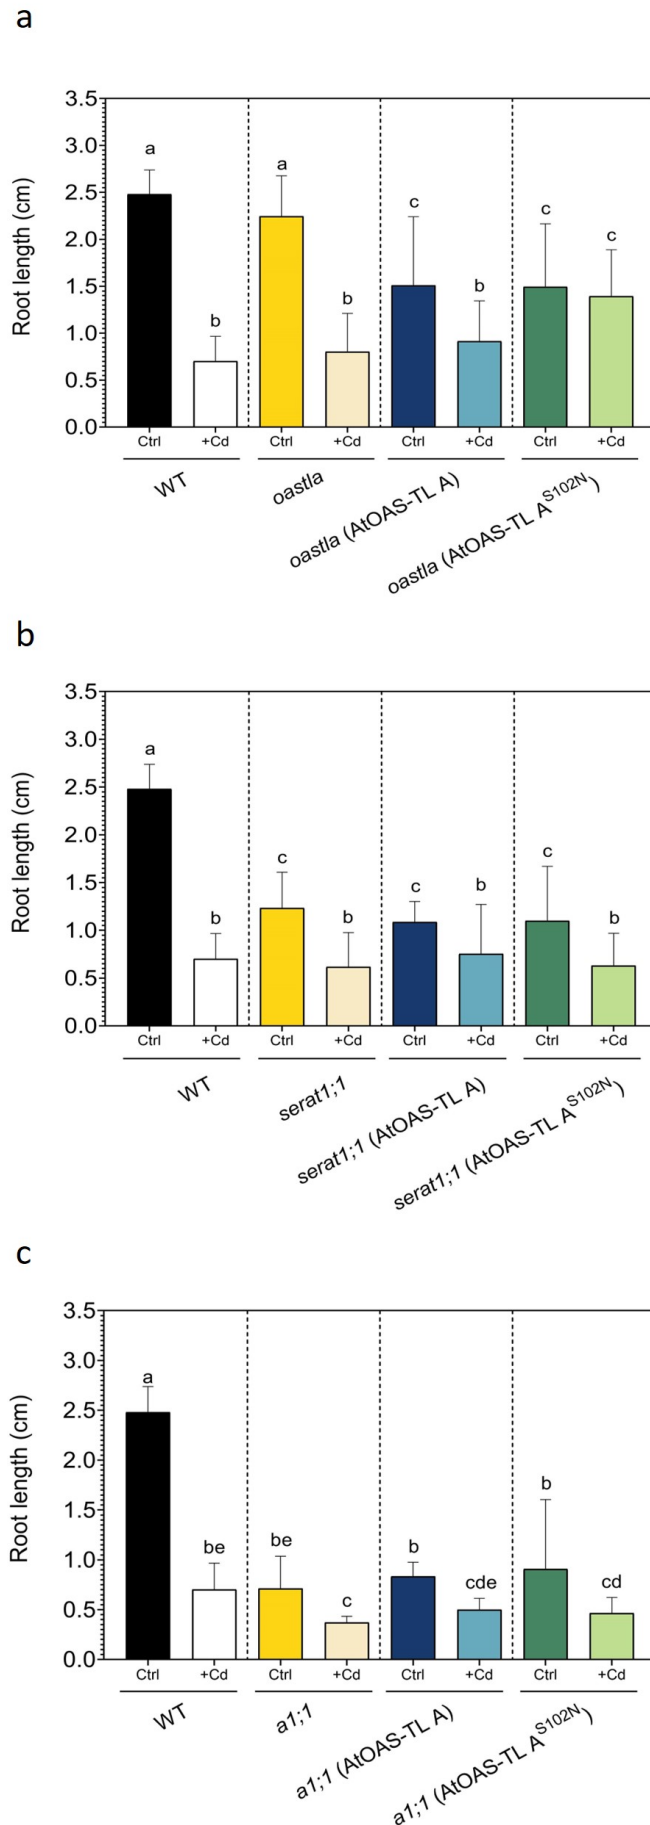 a
3.5
3.0
2.5
2.0
1.5
1.0
0.5
0.0
Root length (cm)
a
b
a
b
c
b
c
c
Ctrl +Cd Ctrl +Cd Ctrl +Cd Ctrl +Cd
WT
oastla
oastla (AtOAS-TL A)
oastla (AtOAS-TL A^S102N)
b
3.5
3.0
2.5
2.0
1.5
1.0
0.5
0.0
Root length (cm)
a
b
c
b
c
b
c
b
Ctrl +Cd Ctrl +Cd Ctrl +Cd Ctrl +Cd
WT
serat1;1
serat1;1 (AtOAS-TL A)
serat1;1 (AtOAS-TL A^S102N)
c
3.5
3.0
2.5
2.0
1.5
1.0
0.5
0.0
Root length (cm)
a
be
be
c
b
cde
b
cd
Ctrl +Cd Ctrl +Cd Ctrl +Cd Ctrl +Cd
WT
a1;1
a1;1 (AtOAS-TL A)
a1;1 (AtOAS-TL A^S102N)